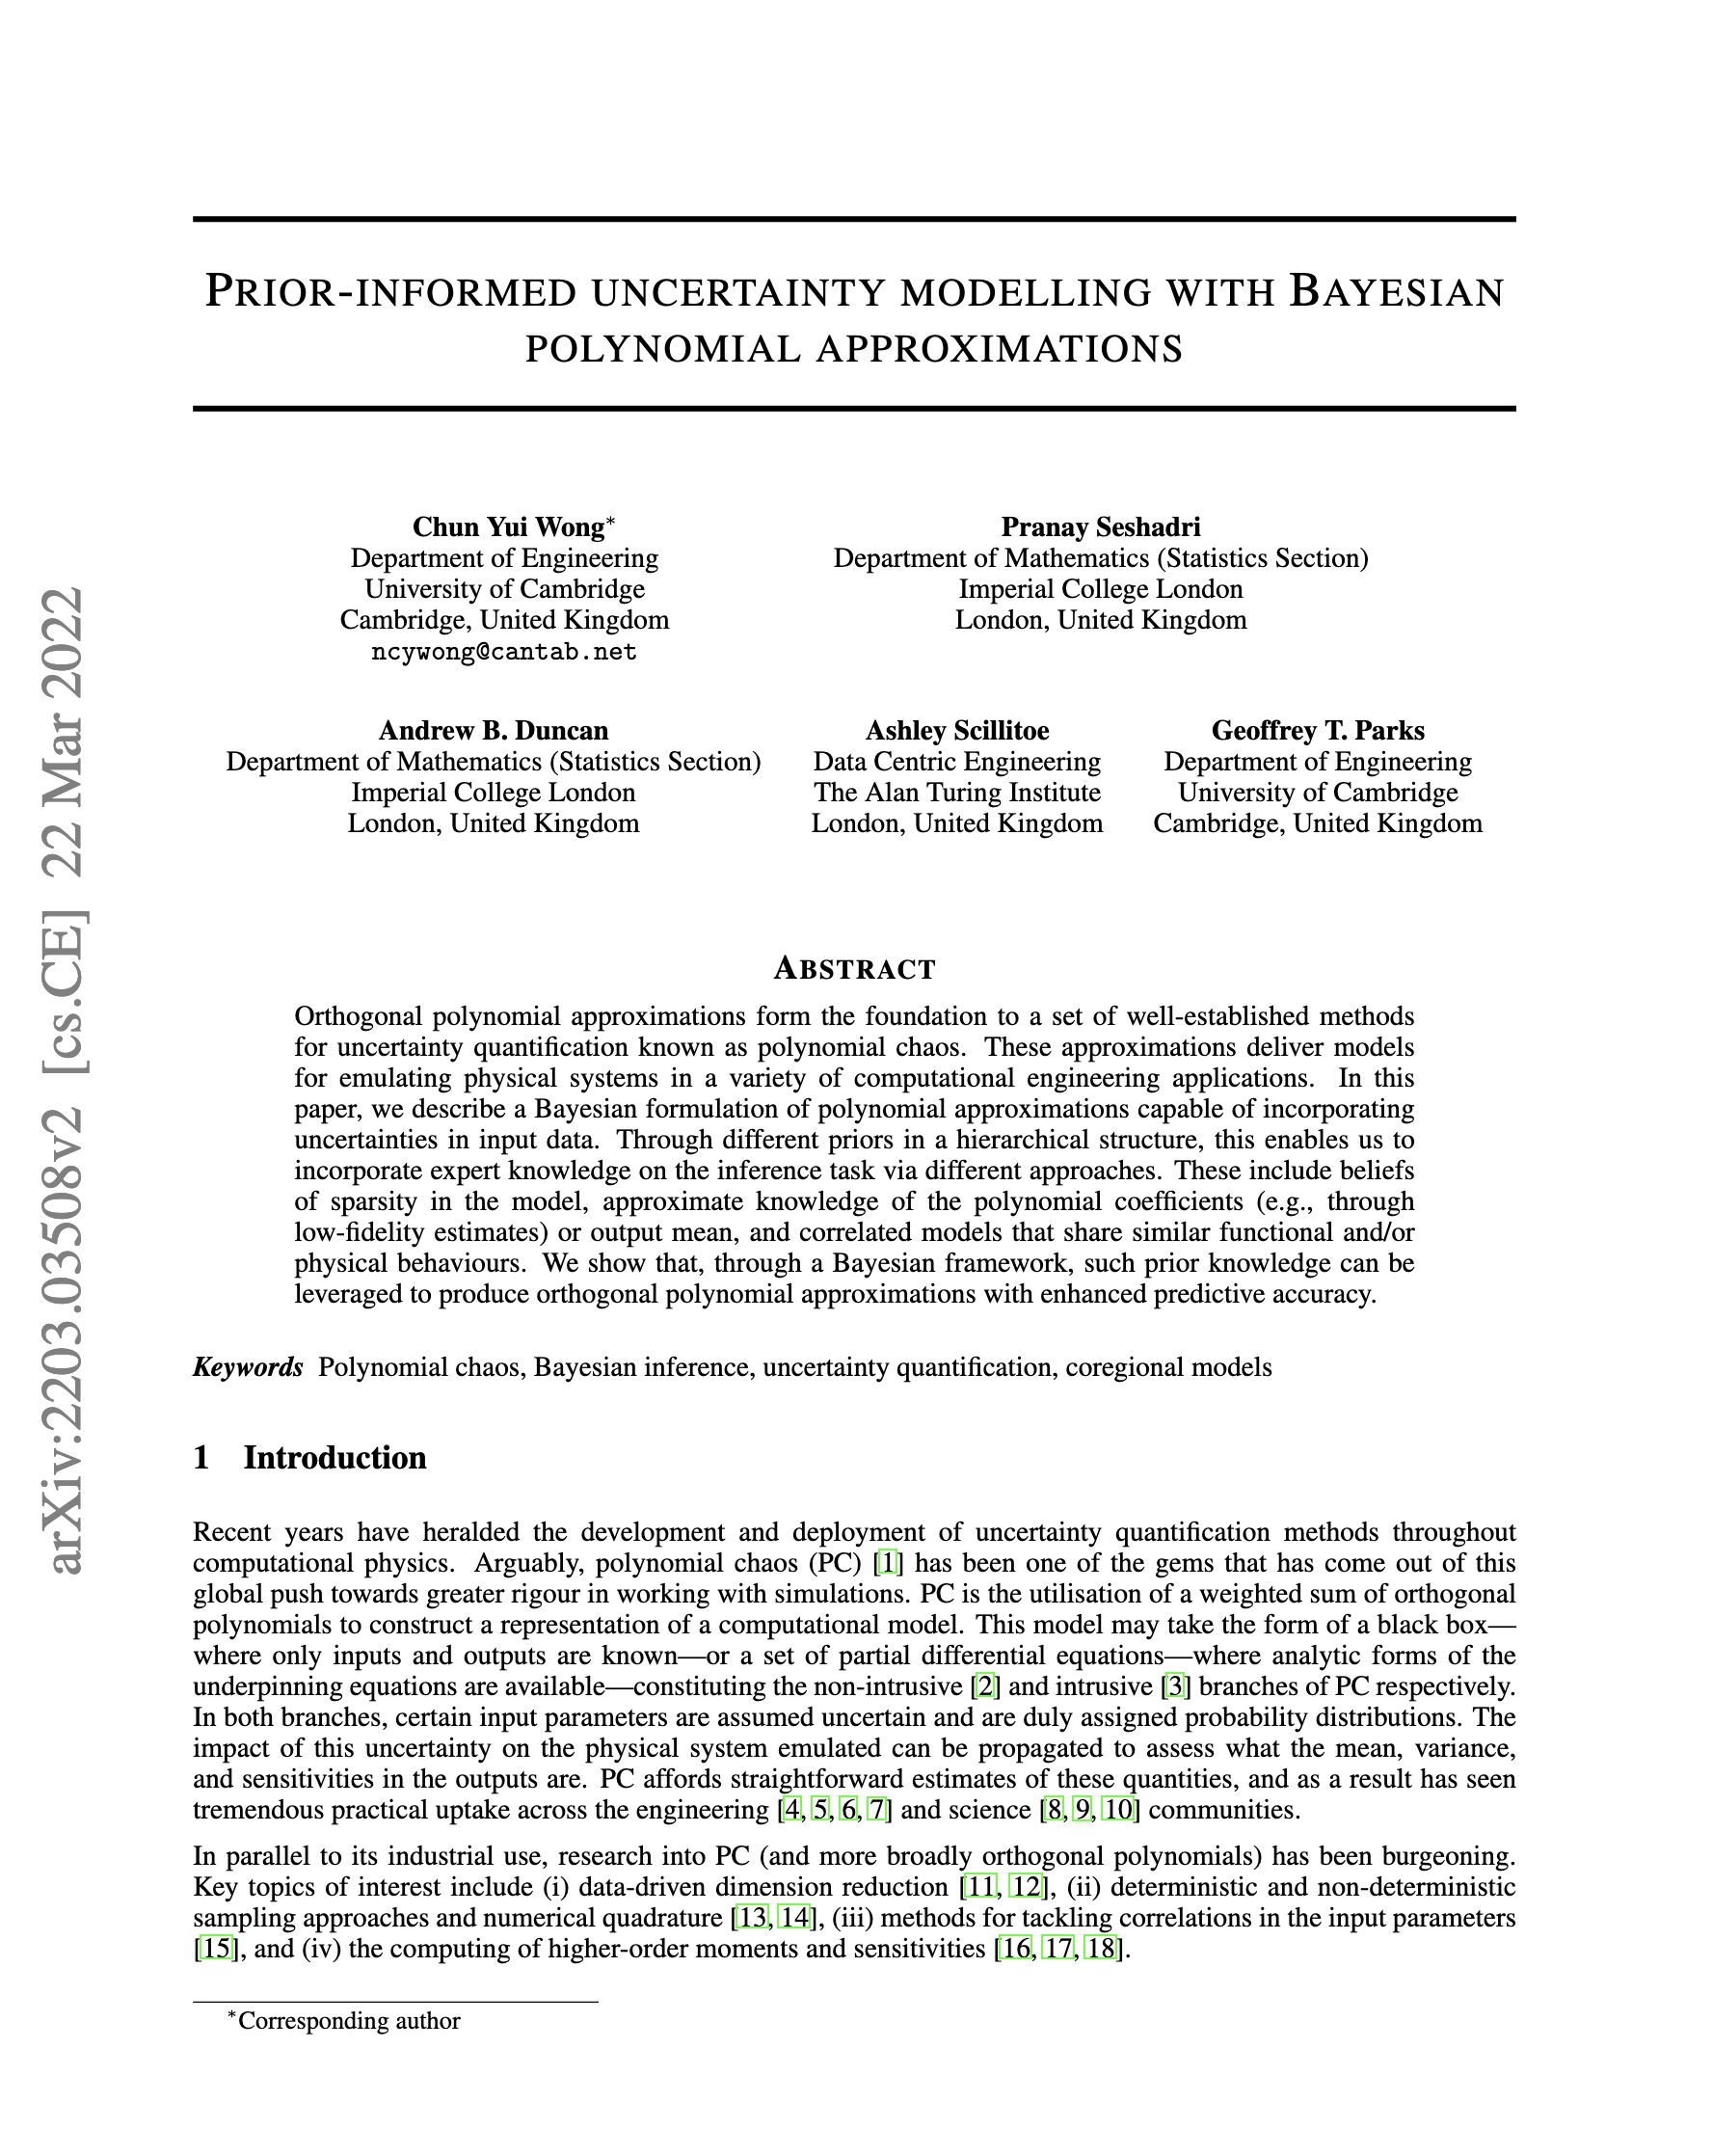 arXiv:2203.03508v2 [cs.CE] 22 Mar 2022
PRIOR-INFORMED UNCERTAINTY MODELLING WITH BAYESIAN
POLYNOMIAL APPROXIMATIONS
Chun Yui Wong*
Department of Engineering
University of Cambridge
Cambridge, United Kingdom
ncywong@cantab.net
Pranay Seshadri
Department of Mathematics (Statistics Section)
Imperial College London
London, United Kingdom
Andrew B. Duncan
Department of Mathematics (Statistics Section)
Imperial College London
London, United Kingdom
Ashley Scillitoe
Data Centric Engineering
The Alan Turing Institute
London, United Kingdom
Geoffrey T. Parks
Department of Engineering
University of Cambridge
Cambridge, United Kingdom
ABSTRACT
Orthogonal polynomial approximations form the foundation to a set of well-established methods
for uncertainty quantification known as polynomial chaos. These approximations deliver models
for emulating physical systems in a variety of computational engineering applications. In this
paper, we describe a Bayesian formulation of polynomial approximations capable of incorporating
uncertainties in input data. Through different priors in a hierarchical structure, this enables us to
incorporate expert knowledge on the inference task via different approaches. These include beliefs
of sparsity in the model, approximate knowledge of the polynomial coefficients (e.g., through
low-fidelity estimates) or output mean, and correlated models that share similar functional and/or
physical behaviours. We show that, through a Bayesian framework, such prior knowledge can be
leveraged to produce orthogonal polynomial approximations with enhanced predictive accuracy.
Keywords Polynomial chaos, Bayesian inference, uncertainty quantification, coregional models
1 Introduction
Recent years have heralded the development and deployment of uncertainty quantification methods throughout
computational physics. Arguably, polynomial chaos (PC) [1] has been one of the gems that has come out of this
global push towards greater rigour in working with simulations. PC is the utilisation of a weighted sum of orthogonal
polynomials to construct a representation of a computational model. This model may take the form of a black box—
where only inputs and outputs are known—or a set of partial differential equations—where analytic forms of the
underpinning equations are available—constituting the non-intrusive [2] and intrusive [3] branches of PC respectively.
In both branches, certain input parameters are assumed uncertain and are duly assigned probability distributions. The
impact of this uncertainty on the physical system emulated can be propagated to assess what the mean, variance,
and sensitivities in the outputs are. PC affords straightforward estimates of these quantities, and as a result has seen
tremendous practical uptake across the engineering [4, 5, 6, 7] and science [8, 9, 10] communities.
In parallel to its industrial use, research into PC (and more broadly orthogonal polynomials) has been burgeoning.
Key topics of interest include (i) data-driven dimension reduction [11, 12], (ii) deterministic and non-deterministic
sampling approaches and numerical quadrature [13, 14], (iii) methods for tackling correlations in the input parameters
[15], and (iv) the computing of higher-order moments and sensitivities [16, 17, 18].
*Corresponding author